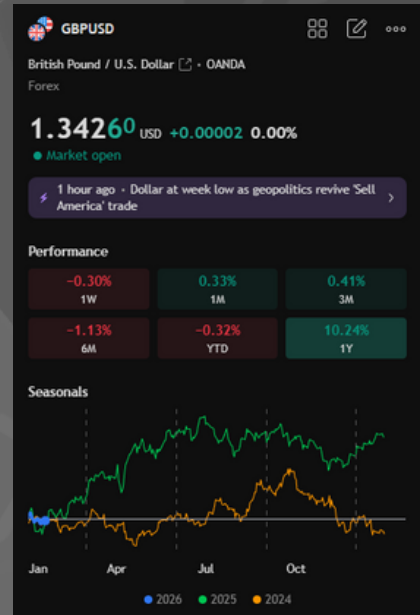 GBPUSD
British Pound / U.S. Dollar • OANDA
Forex
1.34260 USD +0.00002 0.00%
• Market open
1 hour ago • Dollar at week low as geopolitics revive 'Sell
America' trade
Performance
−0.30% 0.33% 0.41%
1W 1M 3M
−1.13% −0.32% 10.24%
6M YTD 1Y
Seasonals
Jan Apr Jul Oct
2026 2025 2024